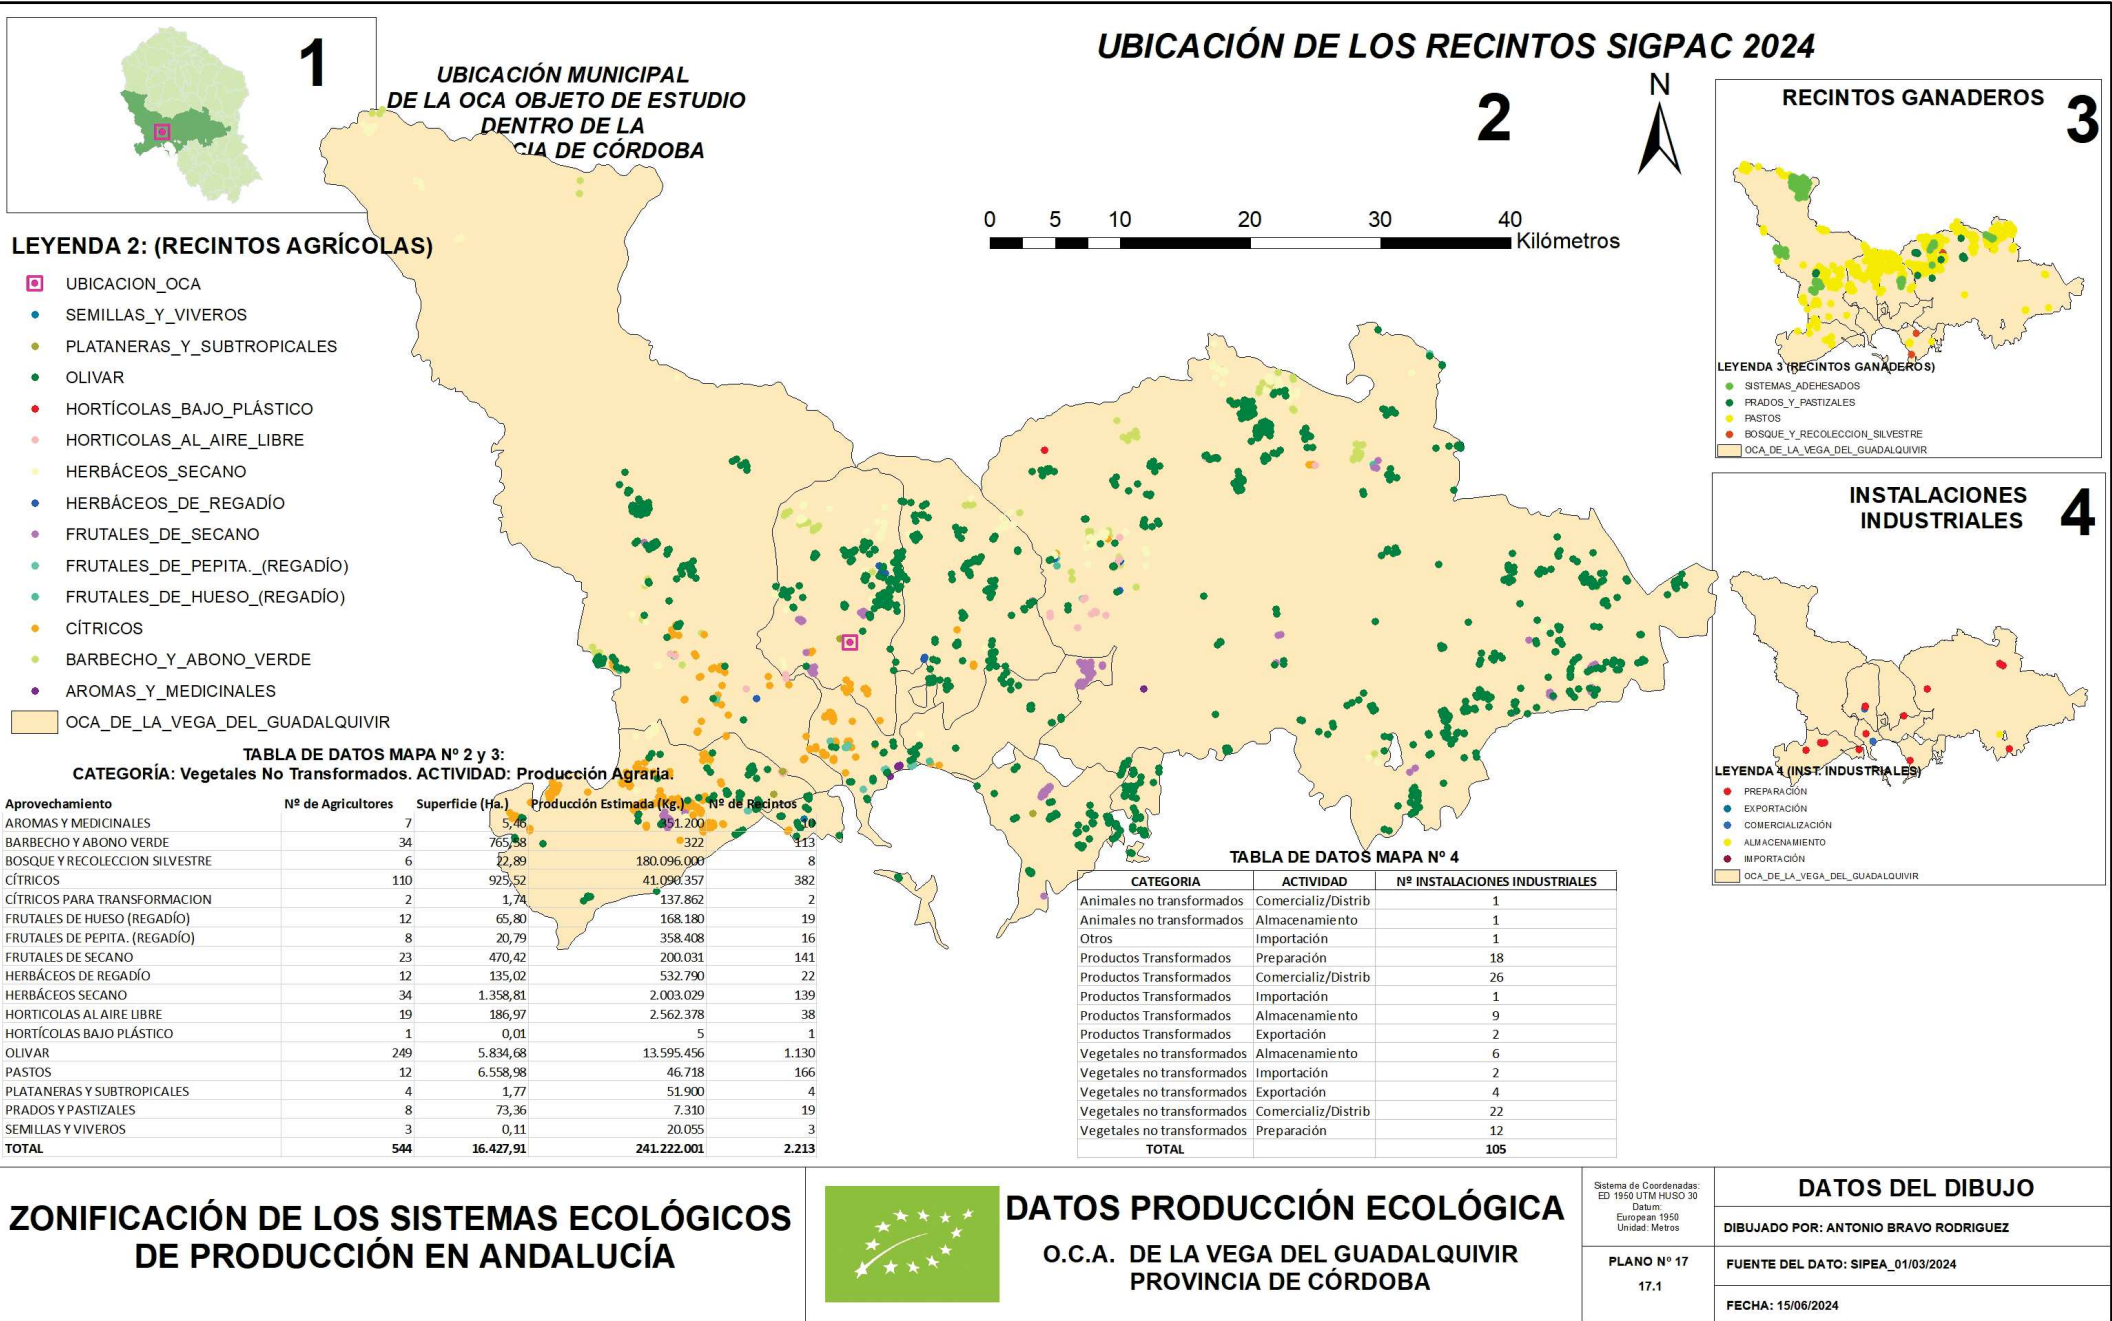 UBICACIÓN DE LOS RECINTOS SIGPAC 2024
1
UBICACIÓN MUNICIPAL
DE LA OCA OBJETO DE ESTUDIO
DENTRO DE LA
CIA DE CÓRDOBA
2
N
0 5 10 20 30 40
Kilómetros
RECINTOS GANADEROS
3
LEYENDA 3 (RECINTOS GANADEROS)
SISTEMAS_ADEHESADOS
PRADOS_Y_PASTIZALES
PASTOS
BOSQUE_Y_RECOLECCION_SILVESTRE
OCA_DE_LA_VEGA_DEL_GUADALQUIVIR
INSTALACIONES
INDUSTRIALES
4
LEYENDA 4 (INST. INDUSTRIALES)
PREPARACIÓN
EXPORTACIÓN
COMERCIALIZACIÓN
ALMACENAMIENTO
IMPORTACIÓN
OCA_DE_LA_VEGA_DEL_GUADALQUIVIR
LEYENDA 2: (RECINTOS AGRÍCOLAS)
UBICACION_OCA
SEMILLAS_Y_VIVEROS
PLATANERAS_Y_SUBTROPICALES
OLIVAR
HORTÍCOLAS_BAJO_PLÁSTICO
HORTICOLAS_AL_AIRE_LIBRE
HERBÁCEOS_SECANO
HERBÁCEOS_DE_REGADÍO
FRUTALES_DE_SECANO
FRUTALES_DE_PEPITA._(REGADÍO)
FRUTALES_DE_HUESO_(REGADÍO)
CÍTRICOS
BARBECHO_Y_ABONO_VERDE
AROMAS_Y_MEDICINALES
OCA_DE_LA_VEGA_DEL_GUADALQUIVIR
TABLA DE DATOS MAPA Nº 2 y 3:
CATEGORÍA: Vegetales No Transformados. ACTIVIDAD: Producción Agraria.
Aprovechamiento Nº de Agricultores Superficie (Ha.) Producción Estimada (Kg.) Nº de Recintos
AROMAS Y MEDICINALES 7 5,46 351.200 10
BARBECHO Y ABONO VERDE 34 765,58 322 113
BOSQUE Y RECOLECCION SILVESTRE 6 22,89 180.096.000 8
CÍTRICOS 110 925,52 41.090.357 382
CÍTRICOS PARA TRANSFORMACION 2 1,74 137.862 2
FRUTALES DE HUESO (REGADÍO) 12 65,80 168.180 19
FRUTALES DE PEPITA. (REGADÍO) 8 20,79 358.408 16
FRUTALES DE SECANO 23 470,42 200.031 141
HERBÁCEOS DE REGADÍO 12 135,02 532.790 22
HERBÁCEOS SECANO 34 1.358,81 2.003.029 139
HORTICOLAS AL AIRE LIBRE 19 186,97 2.562.378 38
HORTÍCOLAS BAJO PLÁSTICO 1 0,01 5 1
OLIVAR 249 5.834,68 13.595.456 1.130
PASTOS 12 6.558,98 46.718 166
PLATANERAS Y SUBTROPICALES 4 1,77 51.900 4
PRADOS Y PASTIZALES 8 73,36 7.310 19
SEMILLAS Y VIVEROS 3 0,11 20.055 3
TOTAL 544 16.427,91 241.222.001 2.213
TABLA DE DATOS MAPA Nº 4
CATEGORIA ACTIVIDAD Nº INSTALACIONES INDUSTRIALES
Animales no transformados Comercializ/Distrib 1
Animales no transformados Almacenamiento 1
Otros Importación 1
Productos Transformados Preparación 18
Productos Transformados Comercializ/Distrib 26
Productos Transformados Importación 1
Productos Transformados Almacenamiento 9
Productos Transformados Exportación 2
Vegetales no transformados Almacenamiento 6
Vegetales no transformados Importación 2
Vegetales no transformados Exportación 4
Vegetales no transformados Comercializ/Distrib 22
Vegetales no transformados Preparación 12
TOTAL 105
ZONIFICACIÓN DE LOS SISTEMAS ECOLÓGICOS
DE PRODUCCIÓN EN ANDALUCÍA
DATOS PRODUCCIÓN ECOLÓGICA
O.C.A. DE LA VEGA DEL GUADALQUIVIR
PROVINCIA DE CÓRDOBA
Sistema de Coordenadas:
ED 1950 UTM HUSO 30
Datum:
European 1950
Unidad: Metros
PLANO Nº 17
17.1
DATOS DEL DIBUJO
DIBUJADO POR: ANTONIO BRAVO RODRIGUEZ
FUENTE DEL DATO: SIPEA_01/03/2024
FECHA: 15/06/2024